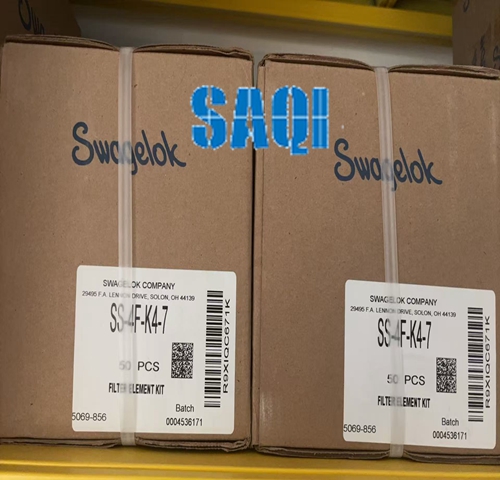 SAQI
Swagelok
SWAGELOK COMPANY
29495 F.A. LENNON DRIVE, SOLON, OH 44139
SS-4F-K4-7
50 PCS
FILTER ELEMENT KIT
R9XIQC671K
5069-856
Batch
0004536171
Swagelok
SWAGELOK COMPANY
29495 F.A. LENNON DRIVE, SOLON, OH 44139
SS-4F-K4-7
50 PCS
FILTER ELEMENT KIT
R9XIQC671K
5069-856
Batch
0004536171